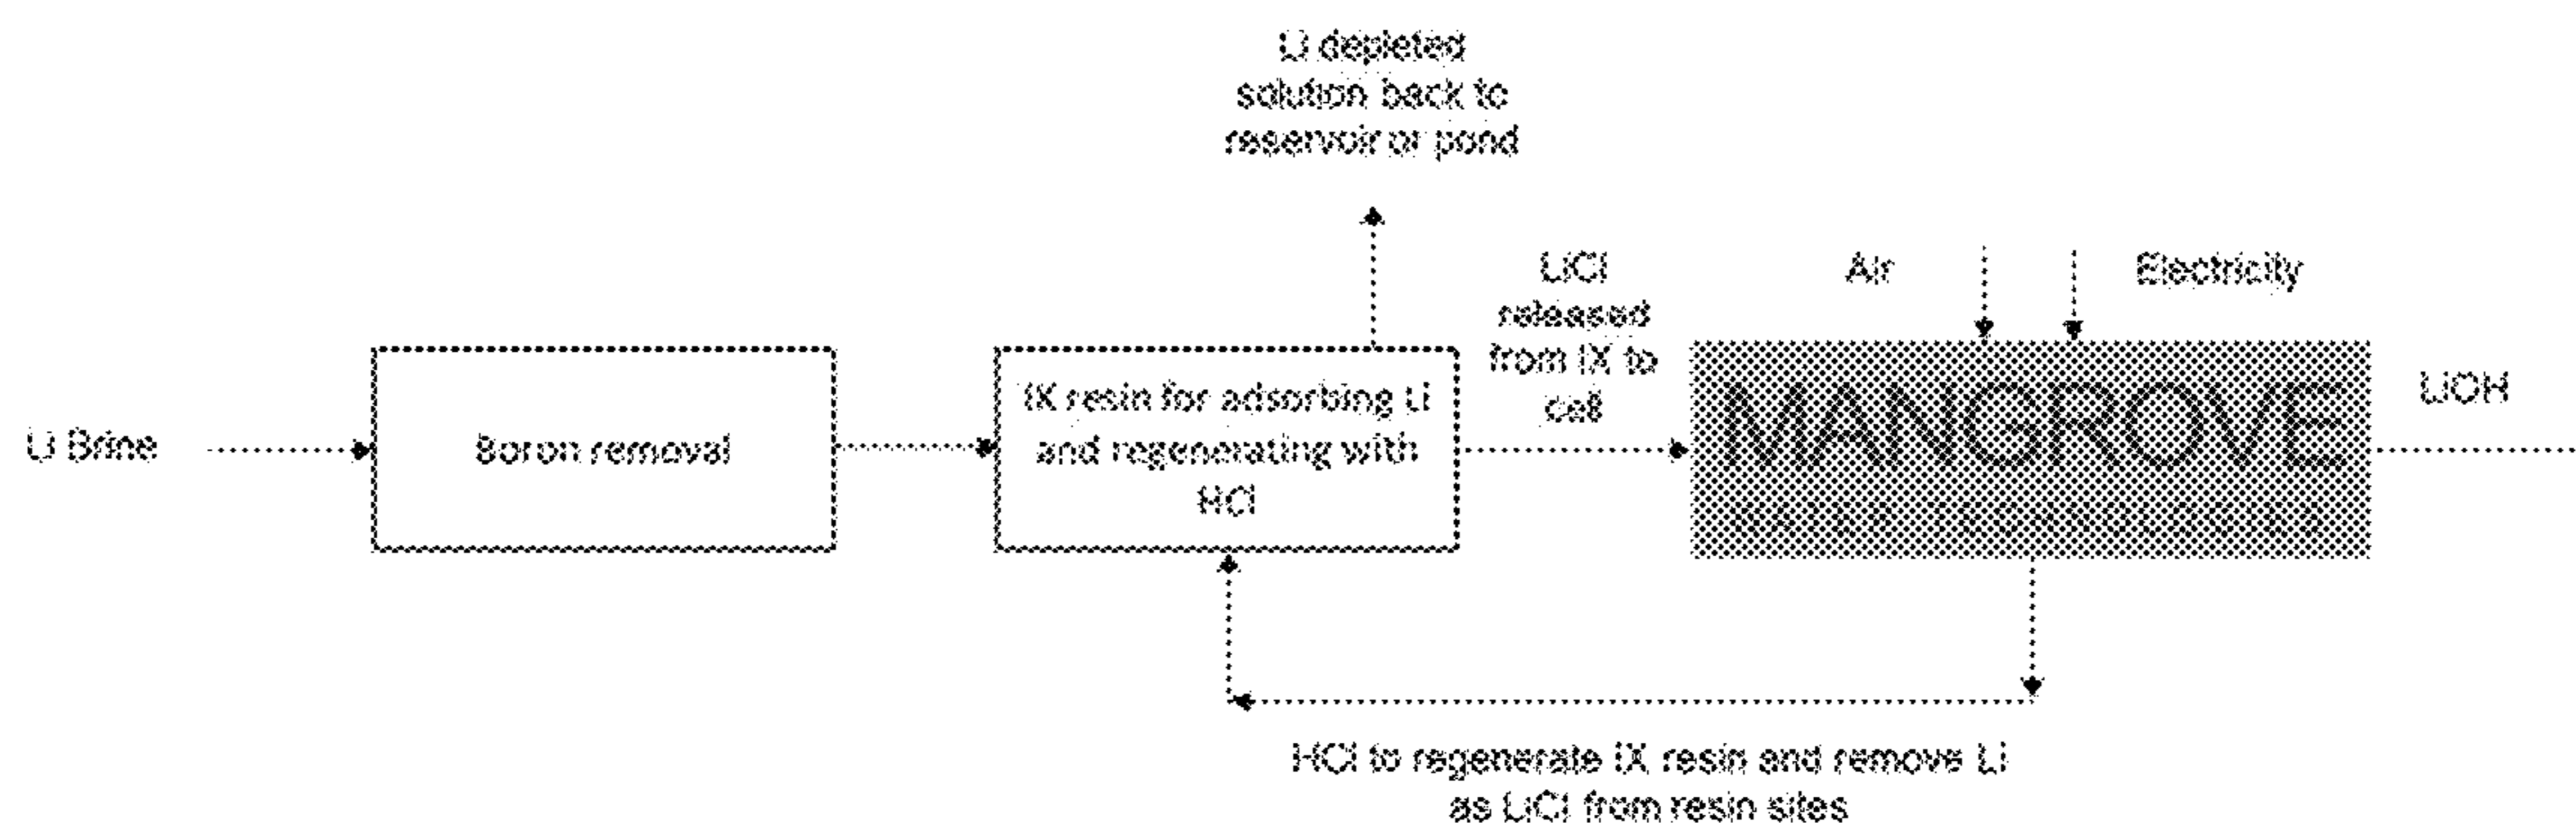 Li depleted
solution back to
reservoir or pond
LiCl
released
from IX to
cell
Air
Electricity
Li Brine
Boron removal
IX resin for adsorbing Li
and regenerating with
HCl
MANGROVE
LiOH
HCl to regenerate IX resin and remove Li
as LiCl from resin sites